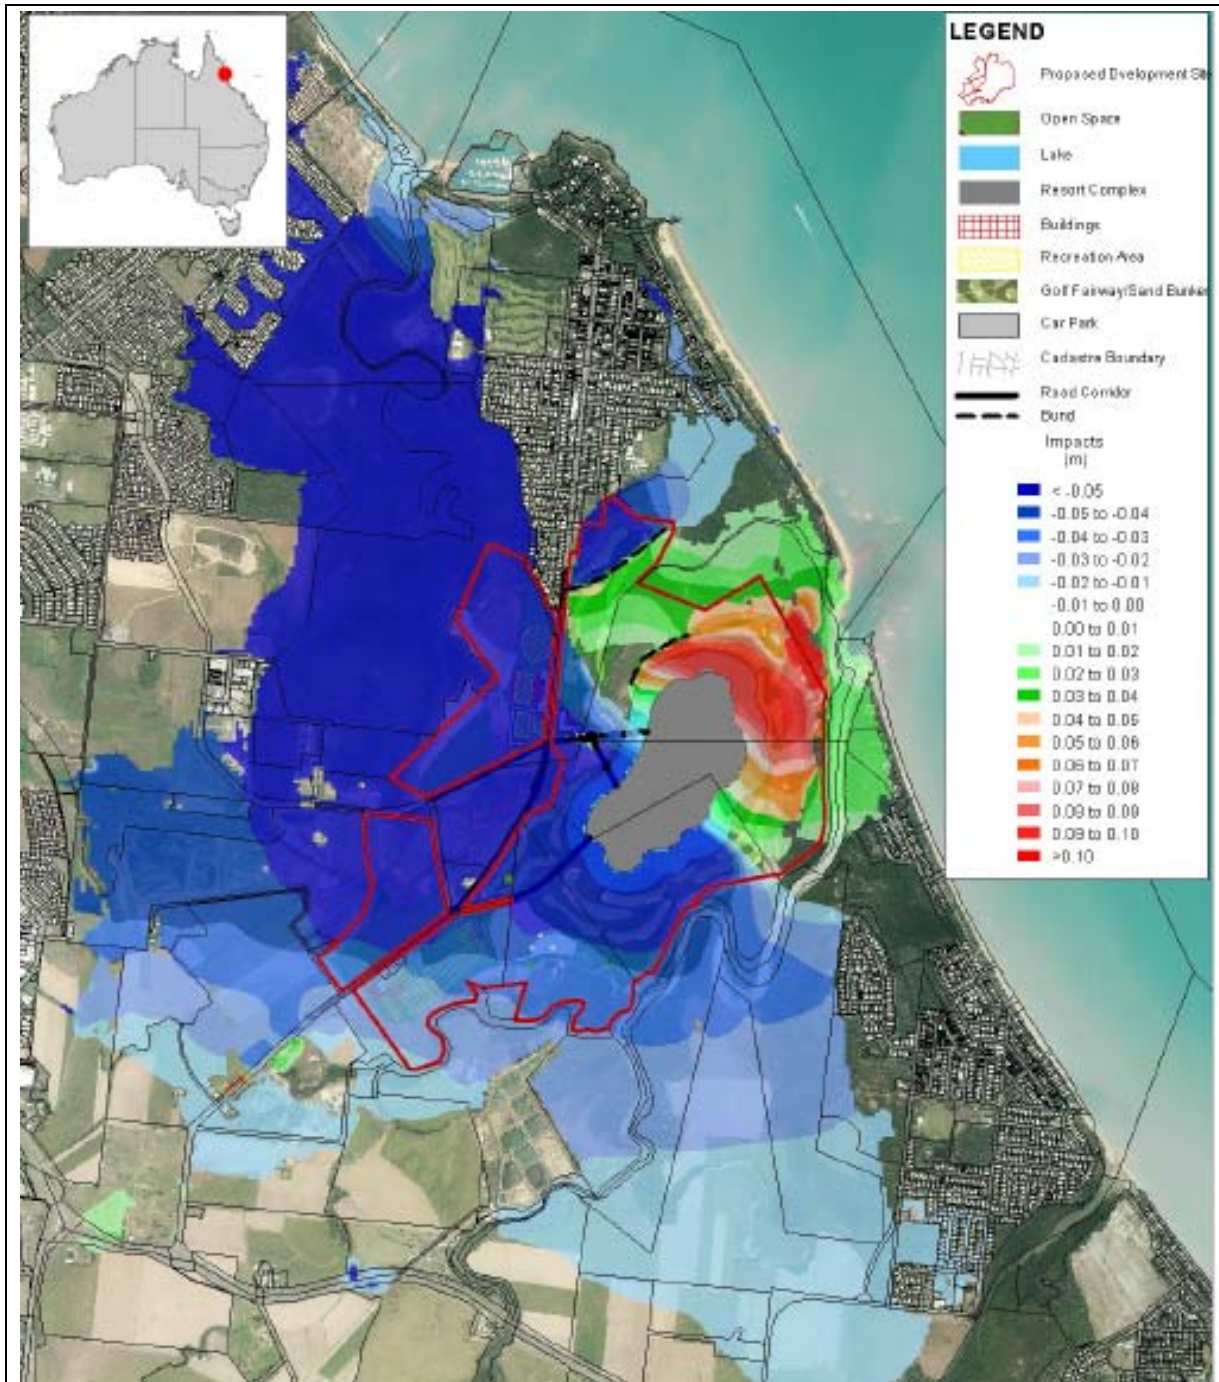 LEGEND
Proposed Dvelopment Site
Open Space
Lake
Resort Complex
Buildings
Recreation Area
Golf Fairway/Sand Bunker
Car Park
Cadastre Boundary
Road Corridor
Bund
Impacts
(m)
< -0.05
-0.05 to -0.04
-0.04 to -0.03
-0.03 to -0.02
-0.02 to -0.01
-0.01 to 0.00
0.00 to 0.01
0.01 to 0.02
0.02 to 0.03
0.03 to 0.04
0.04 to 0.05
0.05 to 0.06
0.06 to 0.07
0.07 to 0.08
0.08 to 0.09
0.09 to 0.10
>0.10